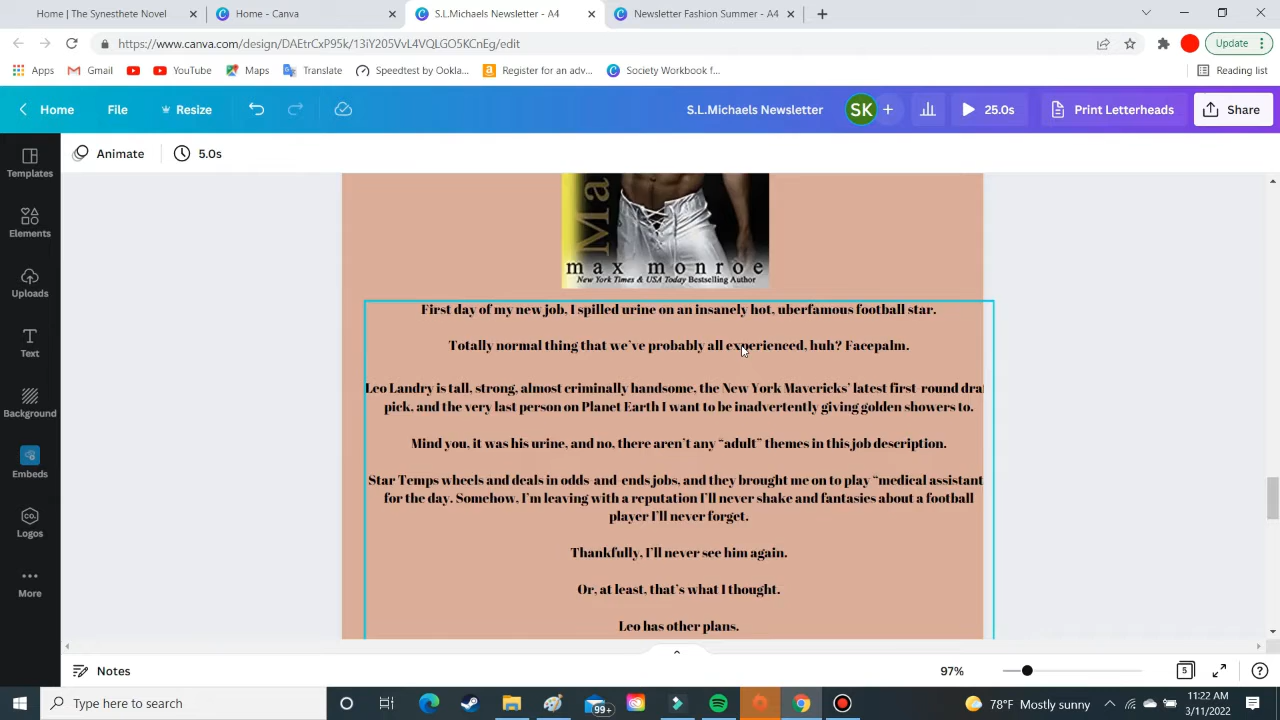 The Synesthete Novel
Home - Canva
S.L.Michaels Newsletter - A4
Newsletter Fashion Summer - A4
https://www.canva.com/design/DAEtrCxP95k/13iY205VvL4VQLGO5KCnEg/edit
Update
Apps
Gmail
YouTube
Maps
Translate
Speedtest by Ookla...
Register for an adv...
Society Workbook f...
Reading list
Home
File
Resize
S.L.Michaels Newsletter
SK
25.0s
Print Letterheads
Share
Animate
5.0s
Templates
Elements
Uploads
Text
Background
Embeds
CO.
Logos
More
Ma
max monroe
New York Times & USA Today Bestselling Author
First day of my new job, I spilled urine on an insanely hot, uberfamous football star.
Totally normal thing that we've probably all experienced, huh? Facepalm.
Leo Landry is tall, strong, almost criminally handsome, the New York Mavericks' latest first-round draf
pick, and the very last person on Planet Earth I want to be inadvertently giving golden showers to.
Mind you, it was his urine, and no, there aren't any “adult” themes in this job description.
Star Temps wheels and deals in odds-and-ends jobs, and they brought me on to play “medical assistant
for the day. Somehow, I'm leaving with a reputation I'll never shake and fantasies about a football
player I'll never forget.
Thankfully, I'll never see him again.
Or, at least, that's what I thought.
Leo has other plans.
Notes
97%
5
Type here to search
99+
78°F Mostly sunny
11:22 AM
3/11/2022